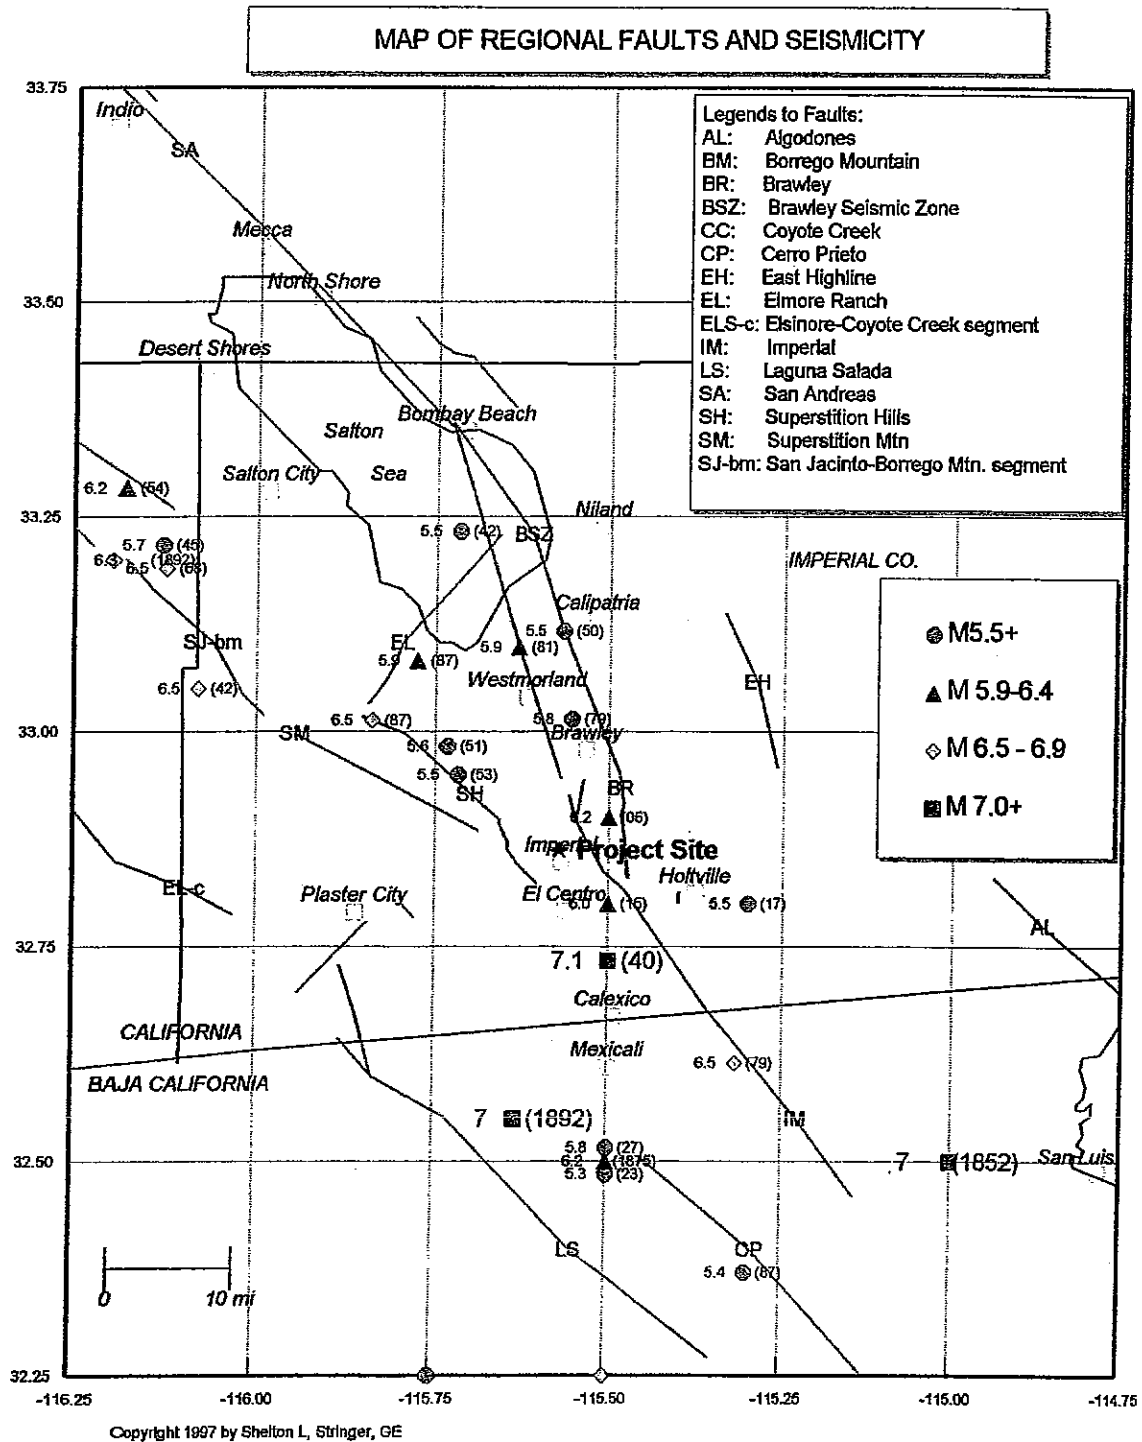 MAP OF REGIONAL FAULTS AND SEISMICITY
33.75
Indio
SA
Mecca
North Shore
33.50
Desert Shores
Bombay Beach
Salton
Sea
Salton City
Niland
33.25
Legends to Faults:
AL: Algodones
BM: Borrego Mountain
BR: Brawley
BSZ: Brawley Seismic Zone
CC: Coyote Creek
CP: Cerro Prieto
EH: East Highline
EL: Elmore Ranch
ELS-c: Elsinore-Coyote Creek segment
IM: Imperial
LS: Laguna Salada
SA: San Andreas
SH: Superstition Hills
SM: Superstition Mtn
SJ-bm: San Jacinto-Borrego Mtn. segment
6.2 (54)
5.5 (42)
BSZ
5.7 (45)
(1892)
6.5 (68)
IMPERIAL CO.
M5.5+
M 5.9-6.4
M 6.5 - 6.9
M 7.0+
Calipatria
5.5 (50)
SJ-bm
EL
5.9 (87)
5.9 (81)
Westmorland
EH
6.5 (42)
6.5 (87)
5.8 (79)
33.00
SM
Brawley
5.6 (51)
5.5 (53)
SH
BR
6.2 (06)
Imperial
Project Site
Holtville
Plaster City
El Centro
6.0 (15)
5.5 (17)
AL
32.75
7.1 (40)
Calexico
CALIFORNIA
Mexicali
BAJA CALIFORNIA
6.5 (79)
7 (1892)
IM
5.8 (27)
32.50
6.2 (1875)
5.3 (23)
7 (1852)
San Luis
LS
CP
5.4 (87)
0 10 mi
32.25
-116.25 -116.00 -115.75 -115.50 -115.25 -115.00 -114.75
Copyright 1997 by Shelton L, Stringer, GE